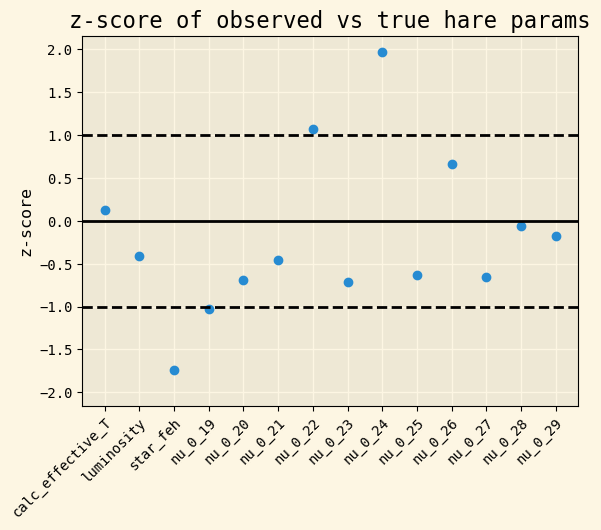 z-score of observed vs true hare params
z-score
2.0
1.5
1.0
0.5
0.0
−0.5
−1.0
−1.5
−2.0
calc_effective_T
luminosity
star_feh
nu_0_19
nu_0_20
nu_0_21
nu_0_22
nu_0_23
nu_0_24
nu_0_25
nu_0_26
nu_0_27
nu_0_28
nu_0_29